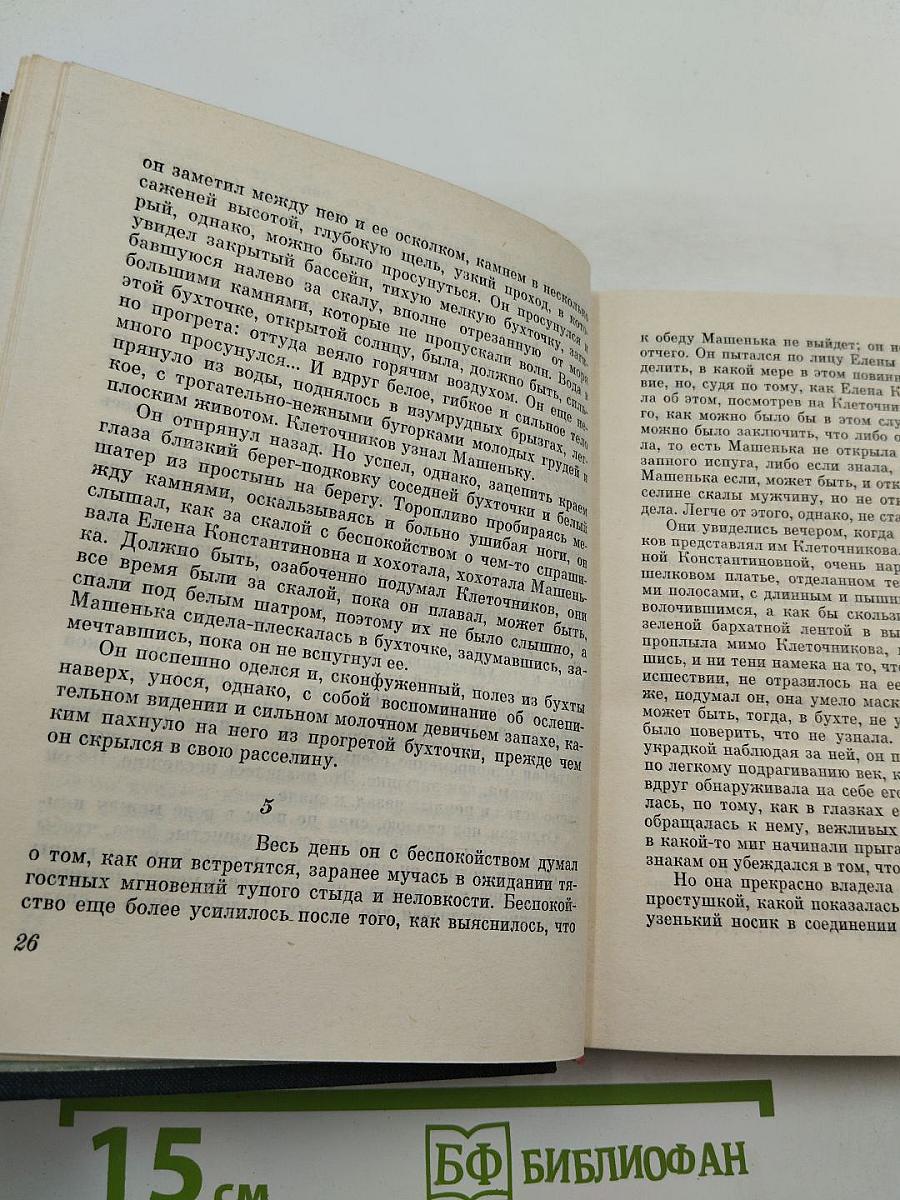 он заметил между нею и ее осколком, камнем в несколько
саженей высотой, глубокую щель, узкий проход, в кото-
рый, однако, можно было просунуться. Он просунулся и
увидел закрытый бассейн, тихую мелкую бухточку, заги-
бавшуюся налево за скалу, вполне отрезанную от моря
большими камнями, которые не пропускали волн. Вода в
этой бухточке, открытой солнцу, была, должно быть, силь-
но прогрета: оттуда веяло горячим воздухом. Он еще не-
много просунулся... И вдруг белое, гибкое и сильное тело
прянуло из воды, поднялось в изумрудных брызгах, лег-
кое, с трогательно-нежными бугорками молодых грудей и
плоским животом. Клеточников узнал Машеньку.
Он отпрянул назад. Но успел, однако, зацепить краем
глаза близкий берег-подковку соседней бухточки и белый
шатер из простынь на берегу. Торопливо пробираясь ме-
жду камнями, оскальзываясь и больно ушибая ноги, он
слышал, как за скалой с беспокойством о чем-то спраши-
вала Елена Константиновна и хохотала, хохотала Машень-
ка. Должно быть, озабоченно подумал Клеточников, они
все время были за скалой, пока он плавал, может быть,
спали под белым шатром, поэтому их не было слышно, а
Машенька сидела-плескалась в бухточке, задумавшись, за-
мечтавшись, пока он не вспугнул ее.
Он поспешно оделся и, сконфуженный, полез из бухты
наверх, унося, однако, с собой воспоминание об ослепи-
тельном видении и сильном молочном девичьем запахе, ка-
ким пахнуло на него из прогретой бухточки, прежде чем
он скрылся в свою расселину.
5
Весь день он с беспокойством думал
о том, как они встретятся, заранее мучась в ожидании тя-
гостных мгновений тупого стыда и неловкости. Беспокой-
ство еще более усилилось после того, как выяснилось, что
26
к обеду Машенька не выйдет; он не
отчего. Он пытался по лицу Елены
делить, в какой мере в этом повинн
вие, но, судя по тому, как Елена К
ла об этом, посмотрев на Клеточни
го, как можно было бы в этом слу
можно было заключить, что либо о
ла, то есть Машенька не открыла
запного испуга, либо если знала,
Машенька если, может быть, и отк
селине скалы мужчину, но не отк
дела. Легче от этого, однако, не ста
Они увиделись вечером, когда
ков представлял им Клеточникова.
ной Константиновной, очень нар
шелковом платье, отделанном те
ми полосами, с длинным и пышн
волочившимся, а как бы скользи
зеленой бархатной лентой в вы
проплыла мимо Клеточникова,
шись, и ни тени намека на то, чт
исшествии, не отразилось на ее
же, подумал он, она умело маск
может быть, тогда, в бухте, не у
было поверить, что не узнала.
украдкой наблюдая за ней, он п
по легкому подрагиванию век, к
вдруг обнаруживала на себе его
лась, по тому, как в глазках е
обращалась к нему, вежливых
в какой-то миг начинали прыга
знакам он убеждался в том, что
Но она прекрасно владела
простушкой, какой показалась
узенький носик в соединении
15 см
БФ БИБЛИОФАН